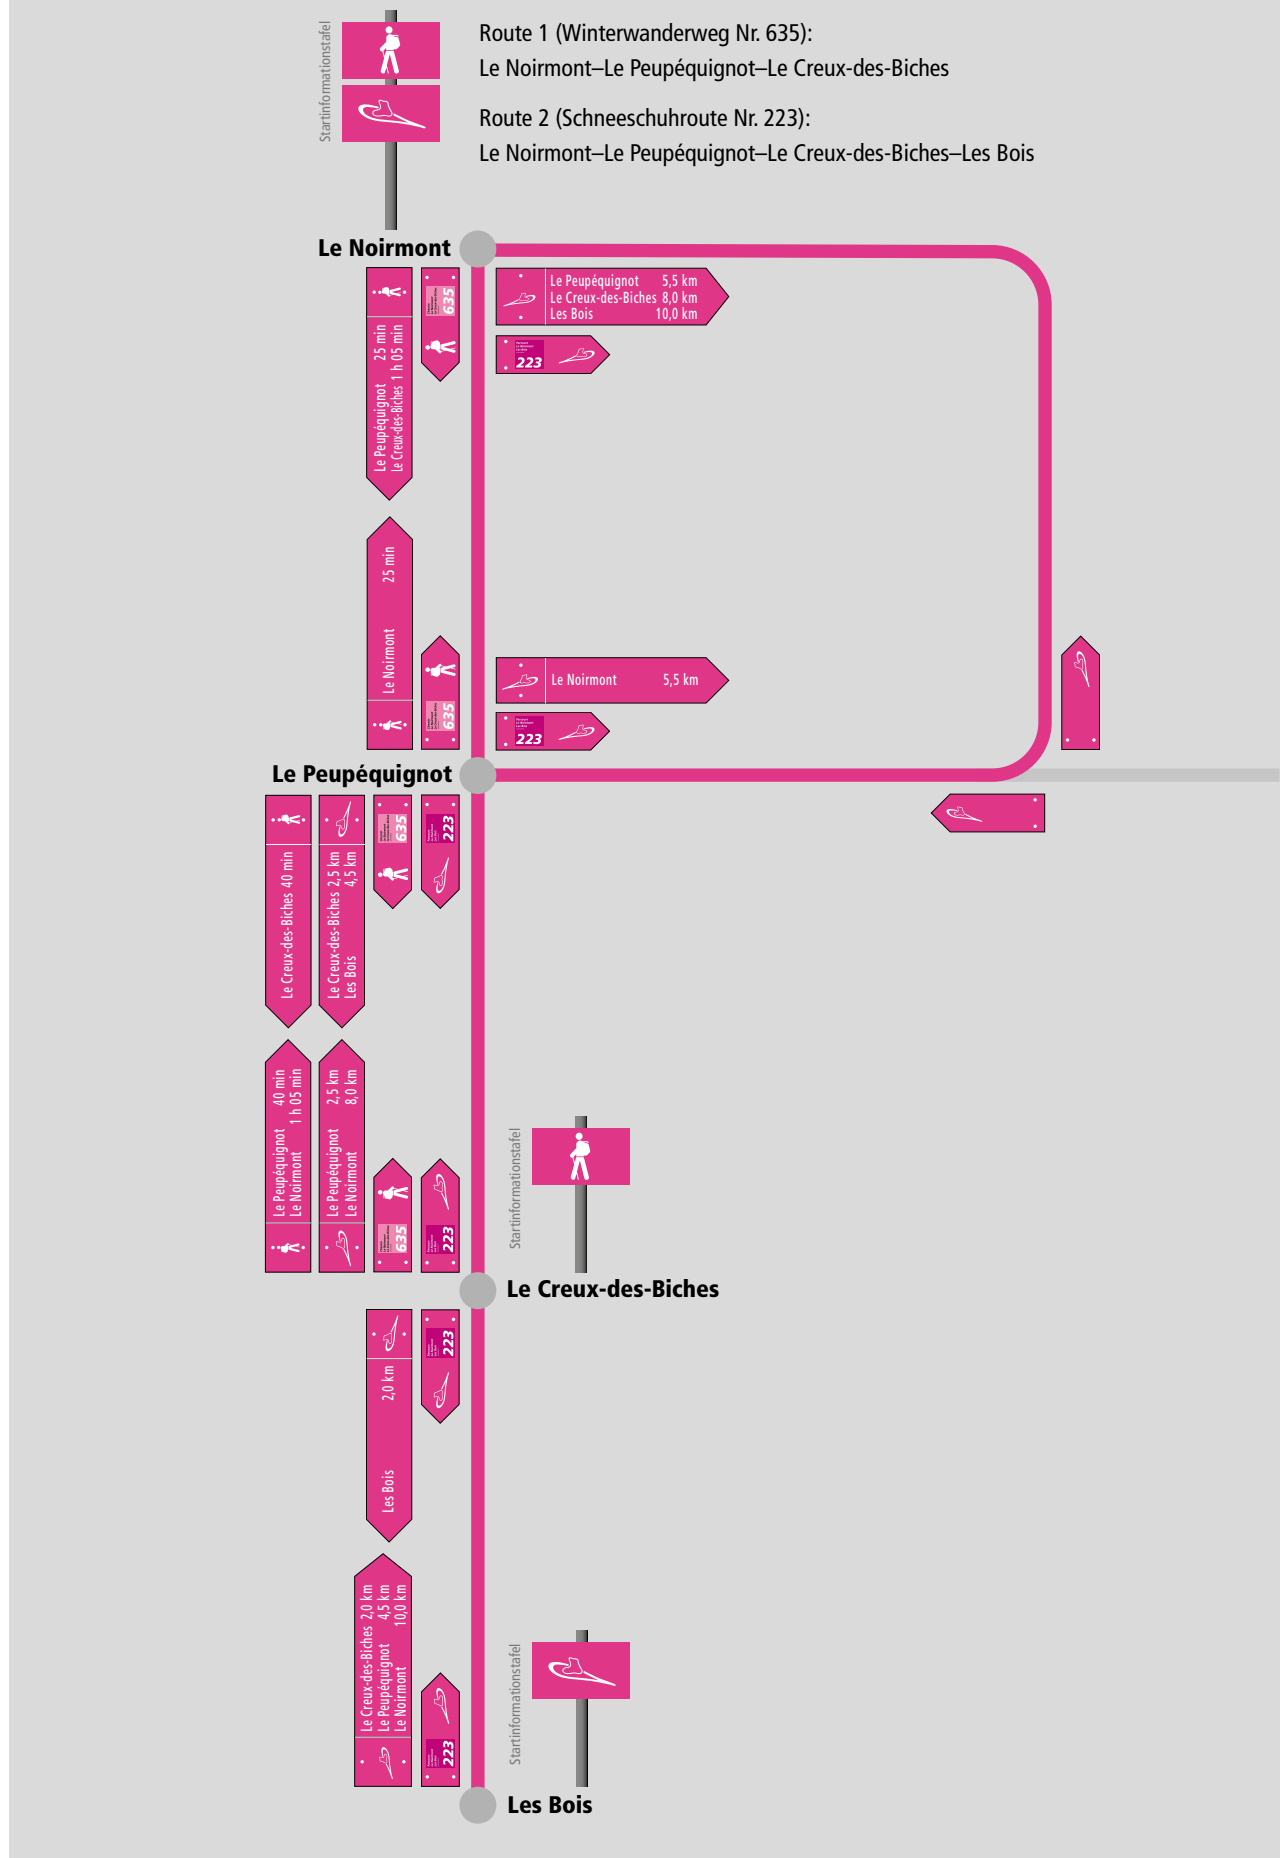 Startinformationstafel
Route 1 (Winterwanderweg Nr. 635):
Le Noirmont–Le Peupéquignot–Le Creux-des-Biches
Route 2 (Schneeschuhroute Nr. 223):
Le Noirmont–Le Peupéquignot–Le Creux-des-Biches–Les Bois
Le Noirmont
Le Peupéquignot 25 min
Le Creux-des-Biches 1 h 05 min
635
Le Peupéquignot 5,5 km
Le Creux-des-Biches 8,0 km
Les Bois 10,0 km
223
Le Noirmont 25 min
635
Le Noirmont 5,5 km
223
Le Peupéquignot
Le Creux-des-Biches 40 min
Le Creux-des-Biches 2,5 km
Les Bois 4,5 km
635
223
Le Peupéquignot 40 min
Le Noirmont 1 h 05 min
Le Peupéquignot 2,5 km
Le Noirmont 8,0 km
635
223
Startinformationstafel
Le Creux-des-Biches
Les Bois 2,0 km
223
Le Creux-des-Biches 2,0 km
Le Peupéquignot 4,5 km
Le Noirmont 10,0 km
223
Startinformationstafel
Les Bois